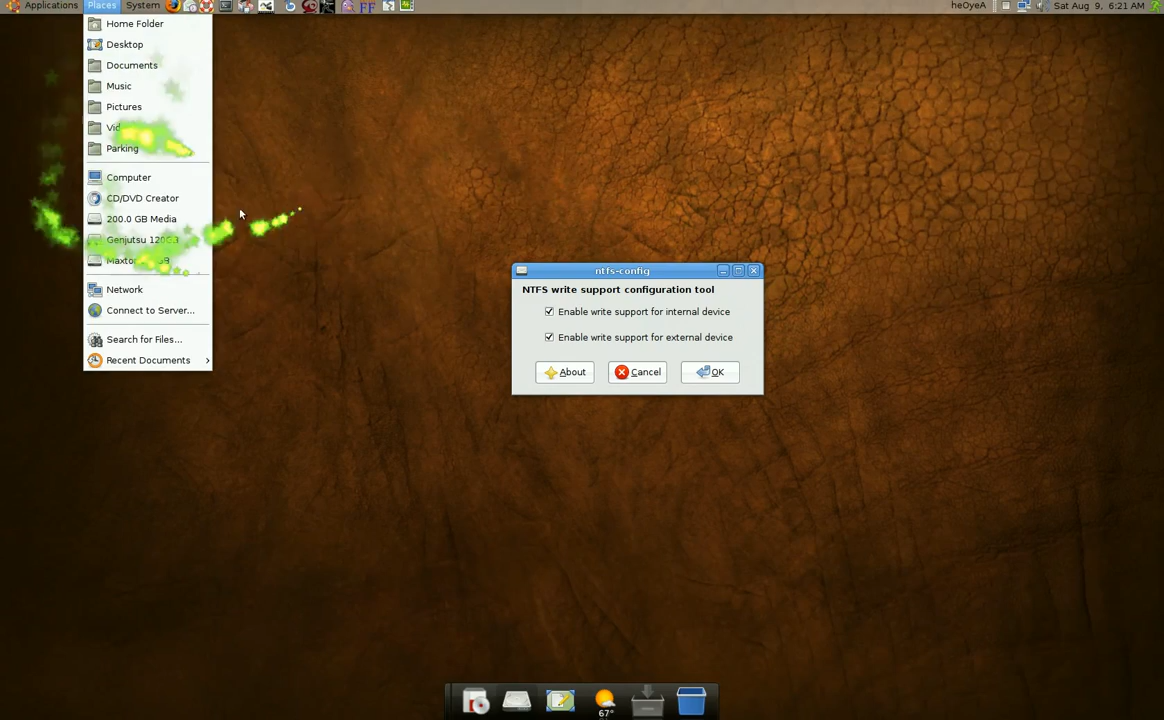 Applications Places System FF heOyeA Sat Aug 9, 6:21 AM
Home Folder
Desktop
Documents
Music
Pictures
Parking
Computer
CD/DVD Creator
200.0 GB Media
Genjutsu
Network
Connect to Server...
Search for Files...
Recent Documents
ntfs-config
NTFS write support configuration tool
Enable write support for internal device
Enable write support for external device
About Cancel OK
67°